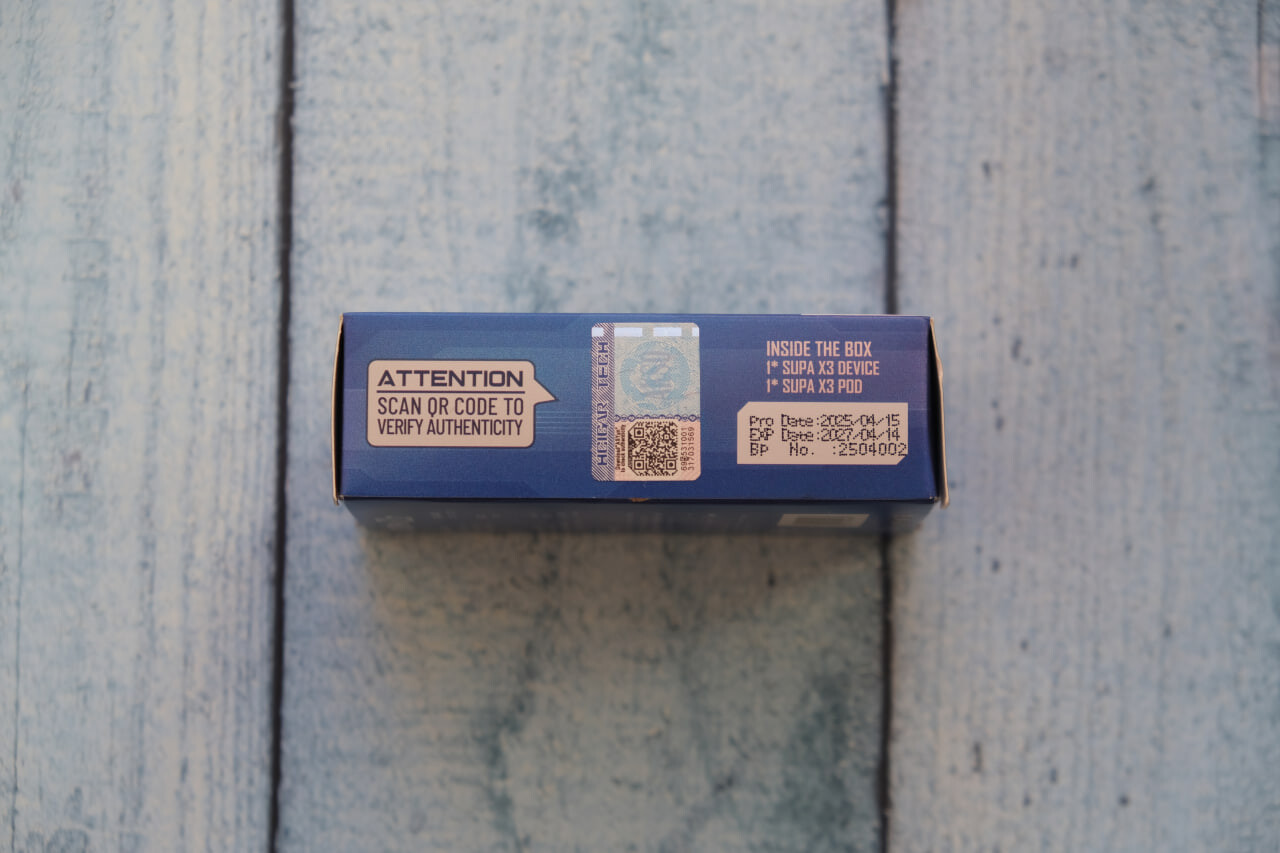 ATTENTION
SCAN QR CODE TO
VERIFY AUTHENTICITY
HCIGAR TECH
INSIDE THE BOX
1* SUPA X3 DEVICE
1* SUPA X3 POD
Pro Date:2025/04/15
EXP Date:2027/04/14
BP No. :2504002